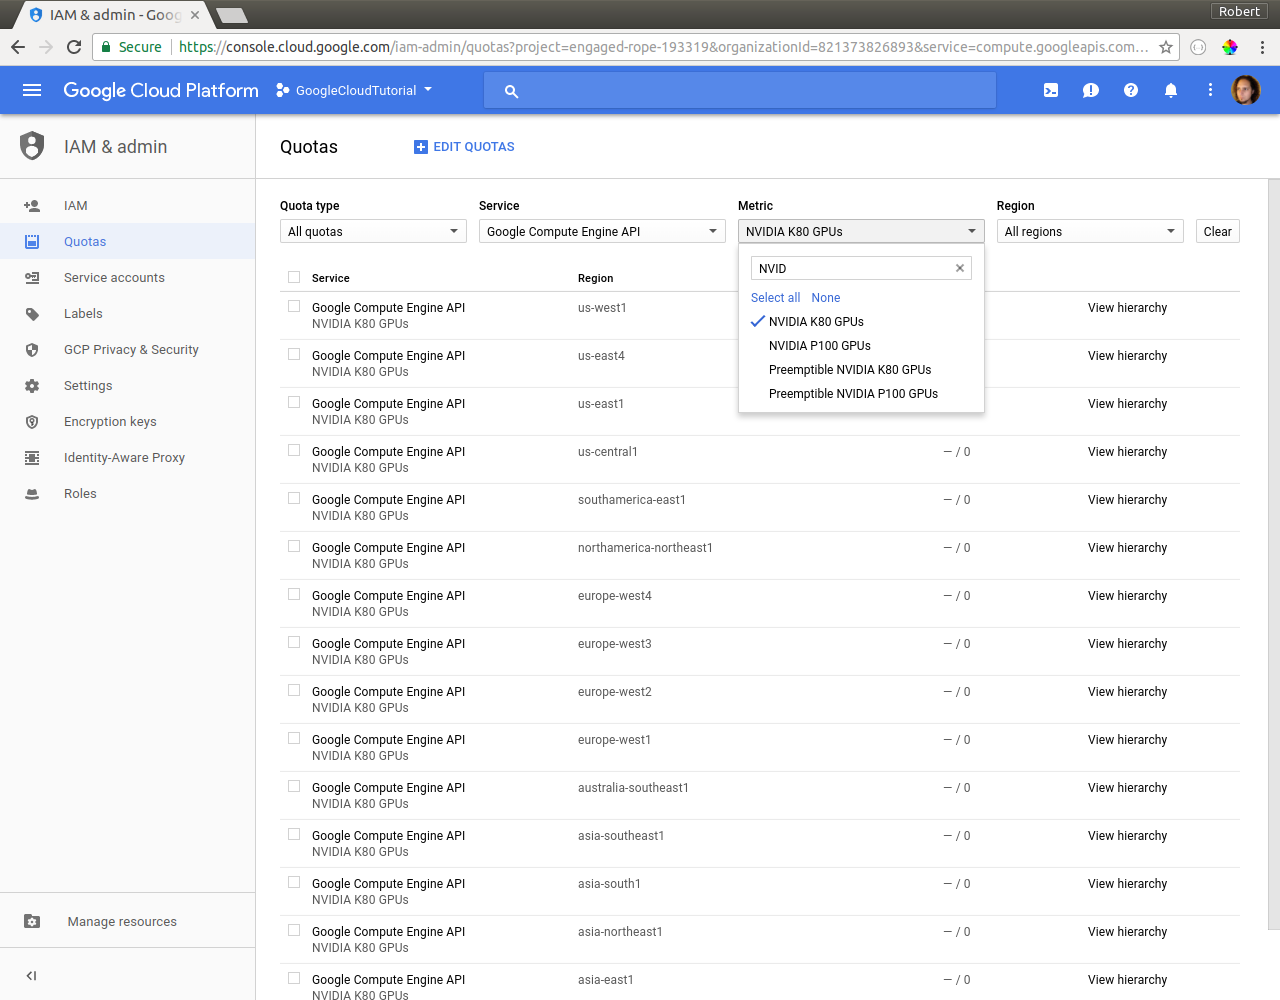 Robert
IAM & admin - Goog
Secure https://console.cloud.google.com/iam-admin/quotas?project=engaged-rope-193319&organizationId=821373826893&service=compute.googleapis.com...
Google Cloud Platform
GoogleCloudTutorial
IAM & admin
Quotas
EDIT QUOTAS
IAM
Quotas
Service accounts
Labels
GCP Privacy & Security
Settings
Encryption keys
Identity-Aware Proxy
Roles
Manage resources
Quota type Service Metric Region
All quotas Google Compute Engine API NVIDIA K80 GPUs All regions Clear
NVID
Select all None
NVIDIA K80 GPUs
NVIDIA P100 GPUs
Preemptible NVIDIA K80 GPUs
Preemptible NVIDIA P100 GPUs
Service Region
Google Compute Engine API us-west1 View hierarchy
NVIDIA K80 GPUs
Google Compute Engine API us-east4 View hierarchy
NVIDIA K80 GPUs
Google Compute Engine API us-east1 View hierarchy
NVIDIA K80 GPUs
Google Compute Engine API us-central1 — / 0 View hierarchy
NVIDIA K80 GPUs
Google Compute Engine API southamerica-east1 — / 0 View hierarchy
NVIDIA K80 GPUs
Google Compute Engine API northamerica-northeast1 — / 0 View hierarchy
NVIDIA K80 GPUs
Google Compute Engine API europe-west4 — / 0 View hierarchy
NVIDIA K80 GPUs
Google Compute Engine API europe-west3 — / 0 View hierarchy
NVIDIA K80 GPUs
Google Compute Engine API europe-west2 — / 0 View hierarchy
NVIDIA K80 GPUs
Google Compute Engine API europe-west1 — / 0 View hierarchy
NVIDIA K80 GPUs
Google Compute Engine API australia-southeast1 — / 0 View hierarchy
NVIDIA K80 GPUs
Google Compute Engine API asia-southeast1 — / 0 View hierarchy
NVIDIA K80 GPUs
Google Compute Engine API asia-south1 — / 0 View hierarchy
NVIDIA K80 GPUs
Google Compute Engine API asia-northeast1 — / 0 View hierarchy
NVIDIA K80 GPUs
Google Compute Engine API asia-east1 — / 0 View hierarchy
NVIDIA K80 GPUs